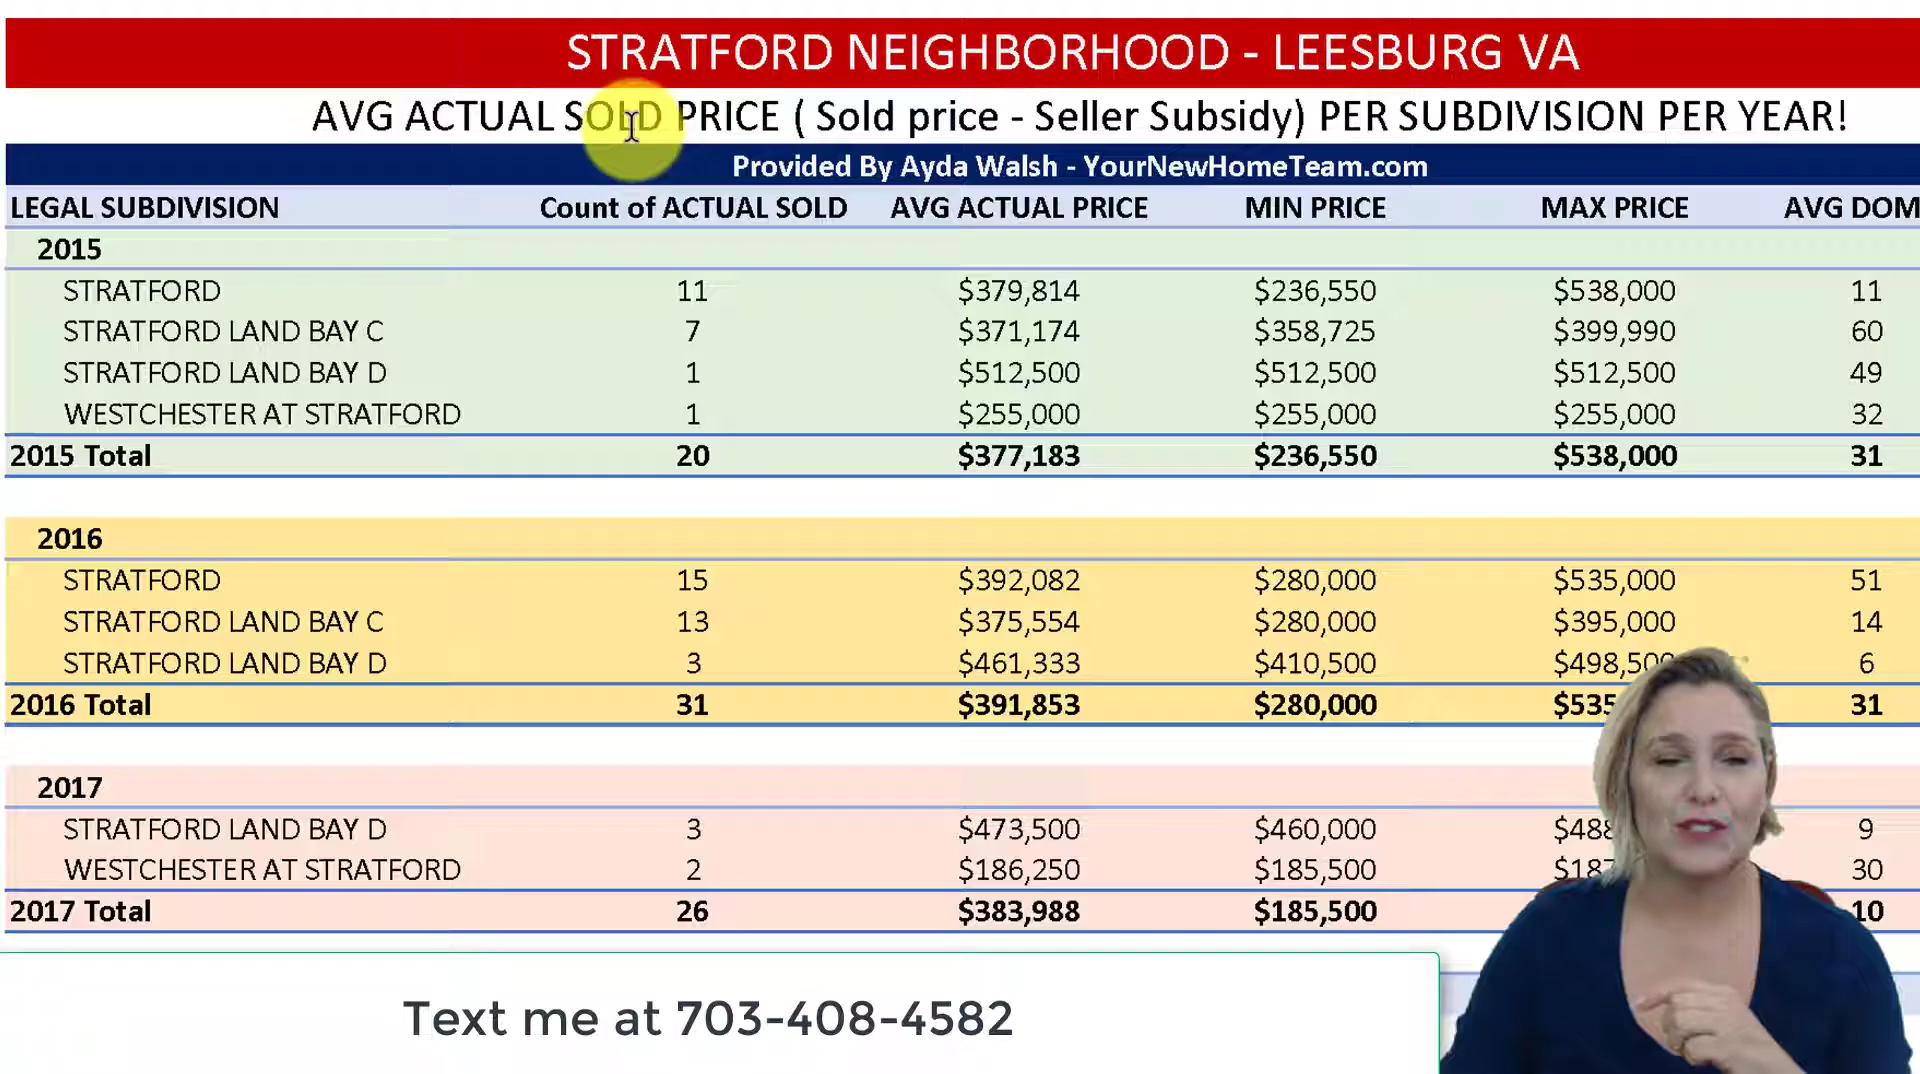 STRATFORD NEIGHBORHOOD - LEESBURG VA
AVG ACTUAL SOLD PRICE ( Sold price - Seller Subsidy) PER SUBDIVISION PER YEAR!
Provided By Ayda Walsh - YourNewHomeTeam.com
LEGAL SUBDIVISION Count of ACTUAL SOLD AVG ACTUAL PRICE MIN PRICE MAX PRICE AVG DOM
2015
STRATFORD 11 $379,814 $236,550 $538,000 11
STRATFORD LAND BAY C 7 $371,174 $358,725 $399,990 60
STRATFORD LAND BAY D 1 $512,500 $512,500 $512,500 49
WESTCHESTER AT STRATFORD 1 $255,000 $255,000 $255,000 32
2015 Total 20 $377,183 $236,550 $538,000 31
2016
STRATFORD 15 $392,082 $280,000 $535,000 51
STRATFORD LAND BAY C 13 $375,554 $280,000 $395,000 14
STRATFORD LAND BAY D 3 $461,333 $410,500 $498,500 6
2016 Total 31 $391,853 $280,000 $535 31
2017
STRATFORD LAND BAY D 3 $473,500 $460,000 $488 9
WESTCHESTER AT STRATFORD 2 $186,250 $185,500 $187 30
2017 Total 26 $383,988 $185,500 10
Text me at 703-408-4582